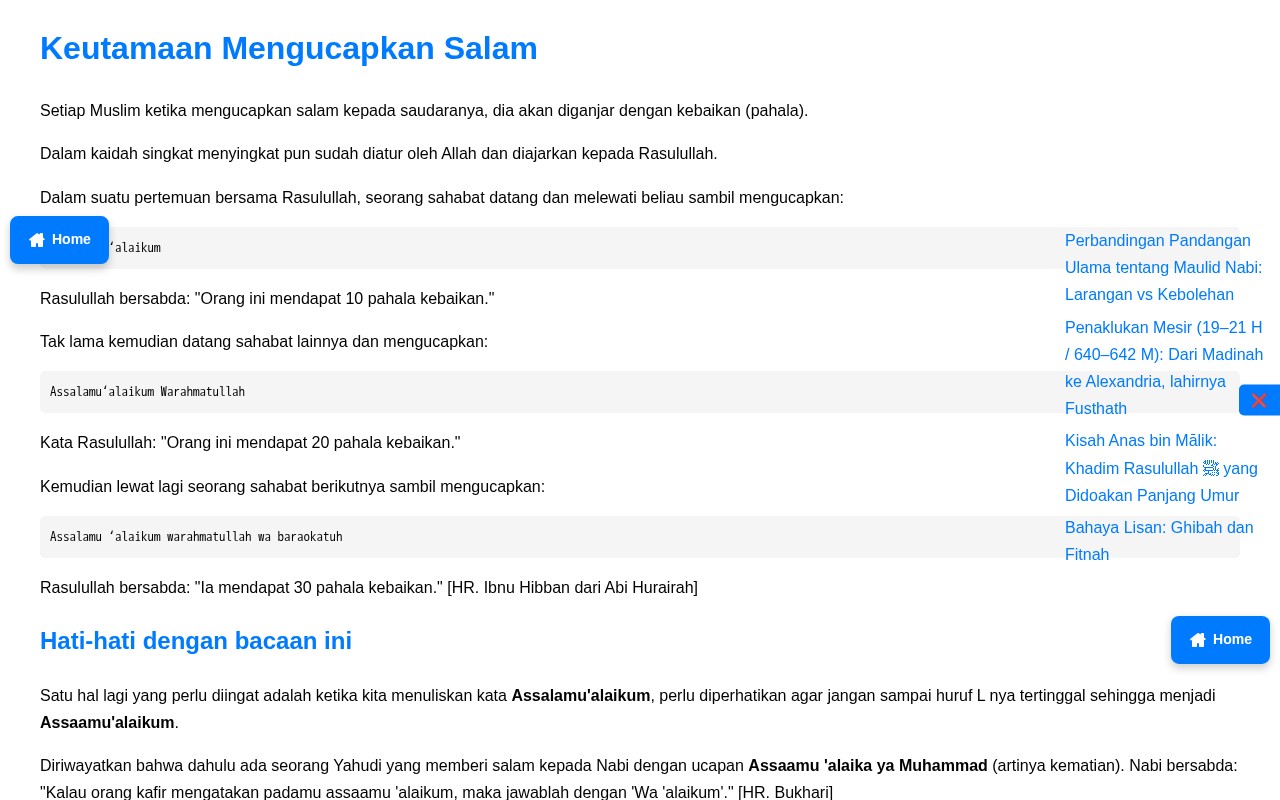 Keutamaan Mengucapkan Salam
Setiap Muslim ketika mengucapkan salam kepada saudaranya, dia akan diganjar dengan kebaikan (pahala).
Dalam kaidah singkat menyingkat pun sudah diatur oleh Allah dan diajarkan kepada Rasulullah.
Dalam suatu pertemuan bersama Rasulullah, seorang sahabat datang dan melewati beliau sambil mengucapkan:
Home
‘alaikum
Rasulullah bersabda: "Orang ini mendapat 10 pahala kebaikan."
Tak lama kemudian datang sahabat lainnya dan mengucapkan:
Assalamu‘alaikum Warahmatullah
Kata Rasulullah: "Orang ini mendapat 20 pahala kebaikan."
Kemudian lewat lagi seorang sahabat berikutnya sambil mengucapkan:
Assalamu ‘alaikum warahmatullah wa baraokatuh
Rasulullah bersabda: "Ia mendapat 30 pahala kebaikan." [HR. Ibnu Hibban dari Abi Hurairah]
Perbandingan Pandangan
Ulama tentang Maulid Nabi:
Larangan vs Kebolehan
Penaklukan Mesir (19–21 H
/ 640–642 M): Dari Madinah
ke Alexandria, lahirnya
Fusthath
Kisah Anas bin Mālik:
Khadim Rasulullah ﷺ yang
Didoakan Panjang Umur
Bahaya Lisan: Ghibah dan
Fitnah
Home
Hati-hati dengan bacaan ini
Satu hal lagi yang perlu diingat adalah ketika kita menuliskan kata Assalamu'alaikum, perlu diperhatikan agar jangan sampai huruf L nya tertinggal sehingga menjadi
Assaamu'alaikum.
Diriwayatkan bahwa dahulu ada seorang Yahudi yang memberi salam kepada Nabi dengan ucapan Assaamu 'alaika ya Muhammad (artinya kematian). Nabi bersabda:
"Kalau orang kafir mengatakan padamu assaamu 'alaikum, maka jawablah dengan 'Wa 'alaikum'." [HR. Bukhari]